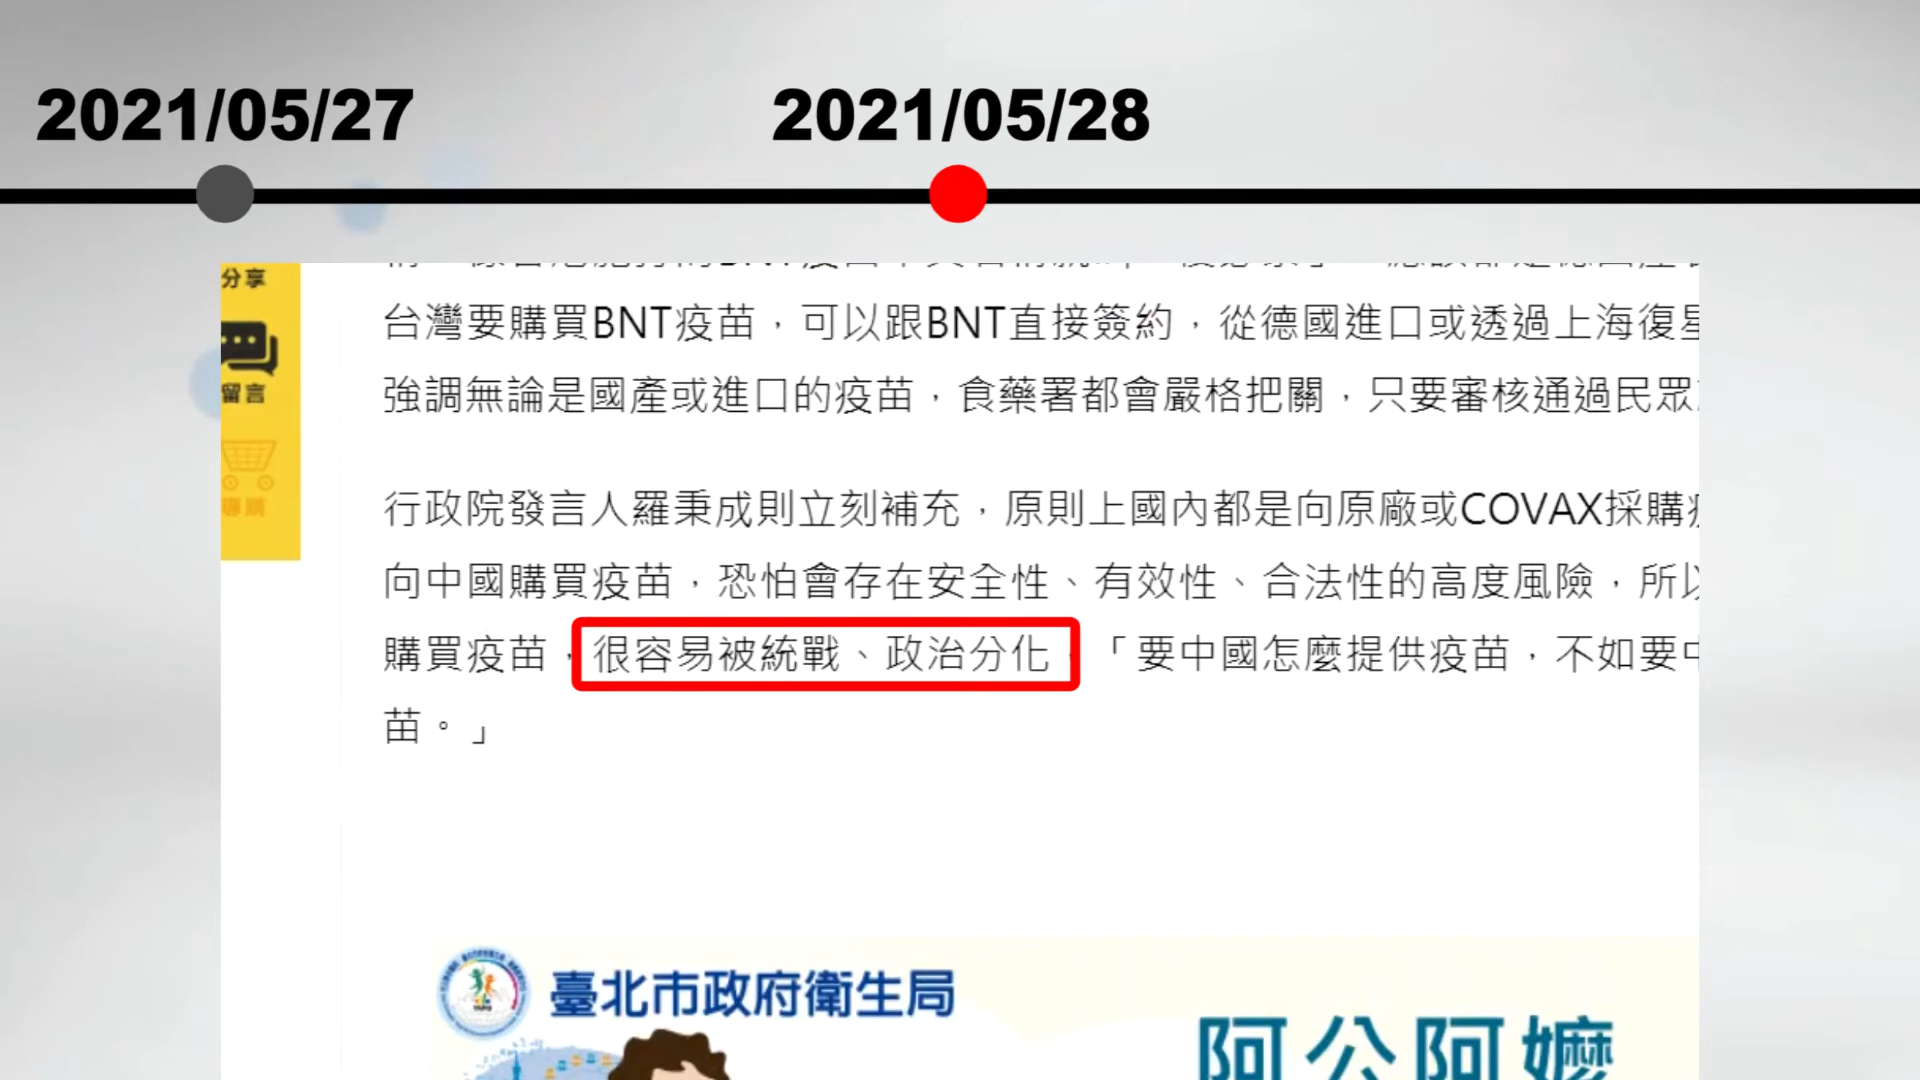 2021/05/27
2021/05/28
分享
留言
台灣要購買BNT疫苗，可以跟BNT直接簽約，從德國進口或透過上海復星
強調無論是國產或進口的疫苗，食藥署都會嚴格把關，只要審核通過民眾
行政院發言人羅秉成則立刻補充，原則上國內都是向原廠或COVAX採購
向中國購買疫苗，恐怕會存在安全性、有效性、合法性的高度風險，所以
購買疫苗，很容易被統戰、政治分化，「要中國怎麼提供疫苗，不如要中
苗。」
臺北市政府衛生局
阿公阿嬤